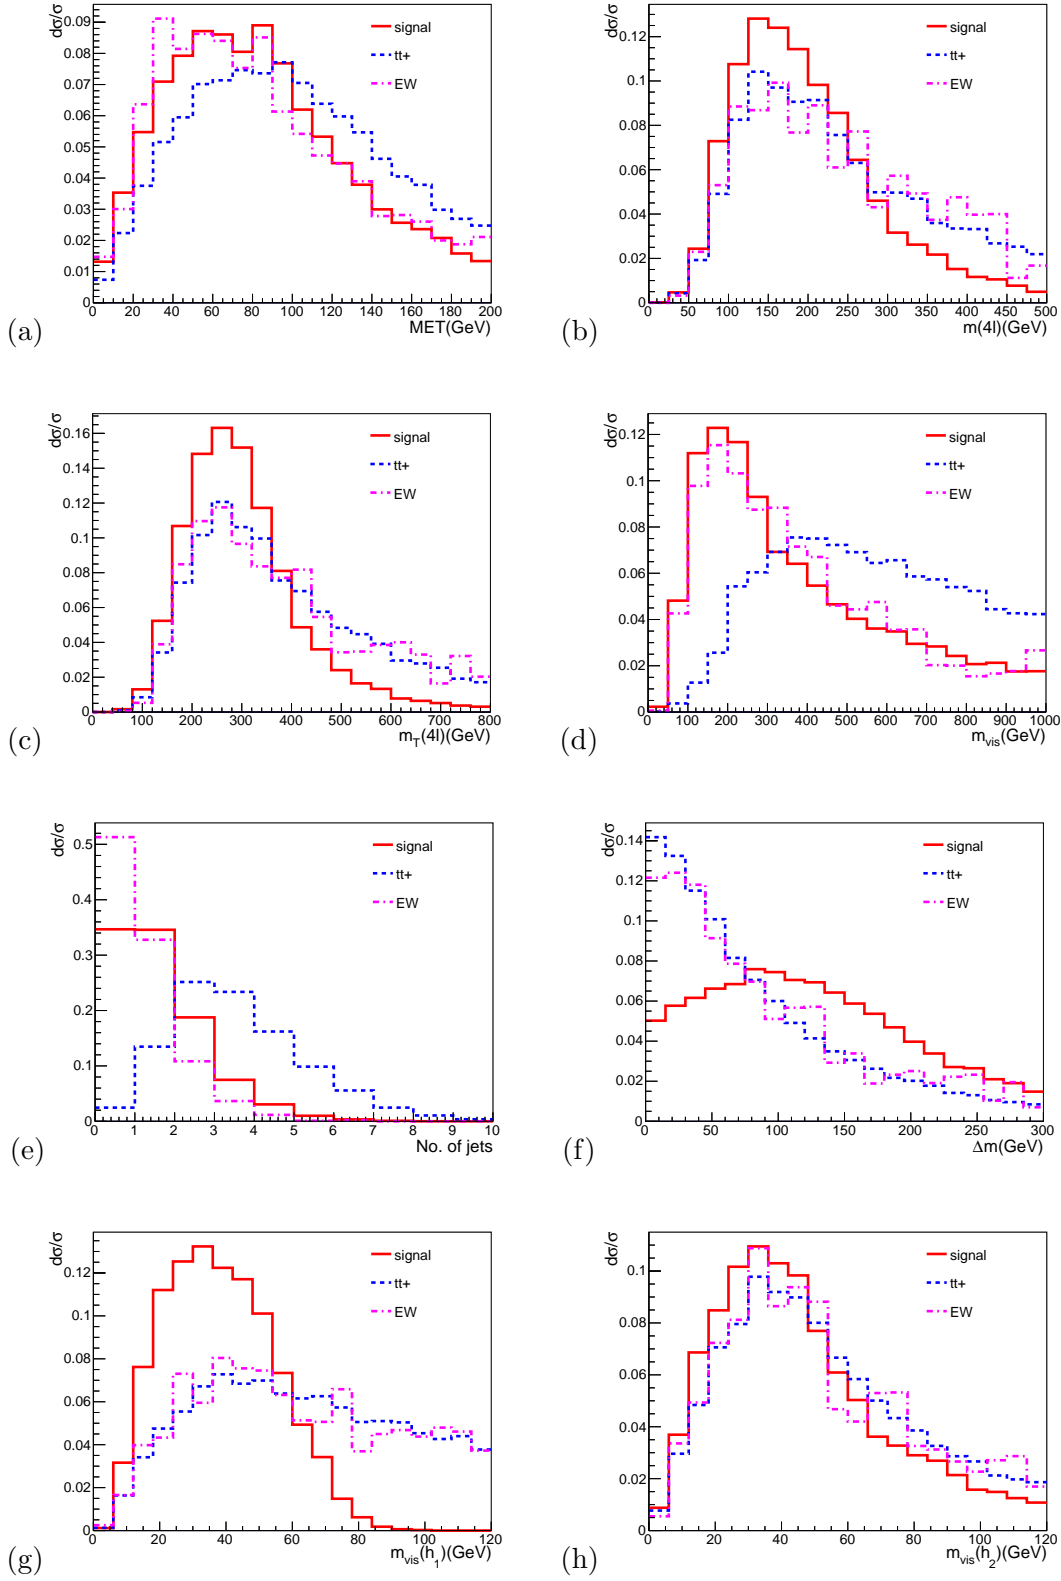 dσ/σ
0.09
0.08
0.07
0.06
0.05
0.04
0.03
0.02
0.01
0
signal
tt+
EW
0 20 40 60 80 100 120 140 160 180 200
MET(GeV)
(a)
dσ/σ
0.12
0.1
0.08
0.06
0.04
0.02
0
signal
tt+
EW
0 50 100 150 200 250 300 350 400 450 500
m(4l)(GeV)
(b)
dσ/σ
0.16
0.14
0.12
0.1
0.08
0.06
0.04
0.02
0
signal
tt+
EW
0 100 200 300 400 500 600 700 800
m_T(4l)(GeV)
(c)
dσ/σ
0.12
0.1
0.08
0.06
0.04
0.02
0
signal
tt+
EW
0 100 200 300 400 500 600 700 800 900 1000
m_vis(GeV)
(d)
dσ/σ
0.5
0.4
0.3
0.2
0.1
0
signal
tt+
EW
0 1 2 3 4 5 6 7 8 9 10
No. of jets
(e)
dσ/σ
0.14
0.12
0.1
0.08
0.06
0.04
0.02
0
signal
tt+
EW
0 50 100 150 200 250 300
Δm(GeV)
(f)
dσ/σ
0.12
0.1
0.08
0.06
0.04
0.02
0
signal
tt+
EW
0 20 40 60 80 100 120
m_vis(h_1)(GeV)
(g)
dσ/σ
0.1
0.08
0.06
0.04
0.02
0
signal
tt+
EW
0 20 40 60 80 100 120
m_vis(h_2)(GeV)
(h)